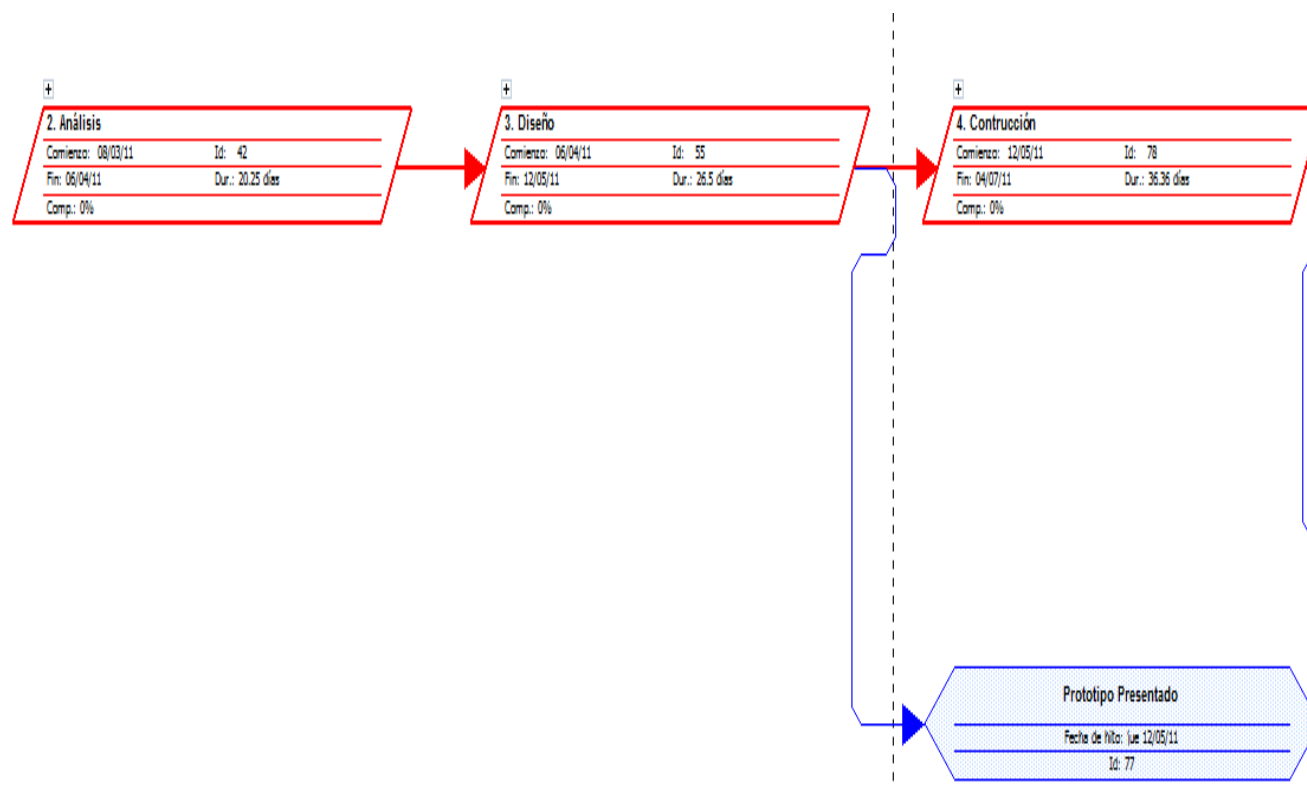 2. Análisis
Comienzo: 08/03/11 Id: 42
Fin: 06/04/11 Dur.: 20.25 días
Comp.: 0%
3. Diseño
Comienzo: 06/04/11 Id: 55
Fin: 12/05/11 Dur.: 26.5 días
Comp.: 0%
4. Contrucción
Comienzo: 12/05/11 Id: 78
Fin: 04/07/11 Dur.: 36.36 días
Comp.: 0%
Prototipo Presentado
Fecha de hito: jue 12/05/11
Id: 77